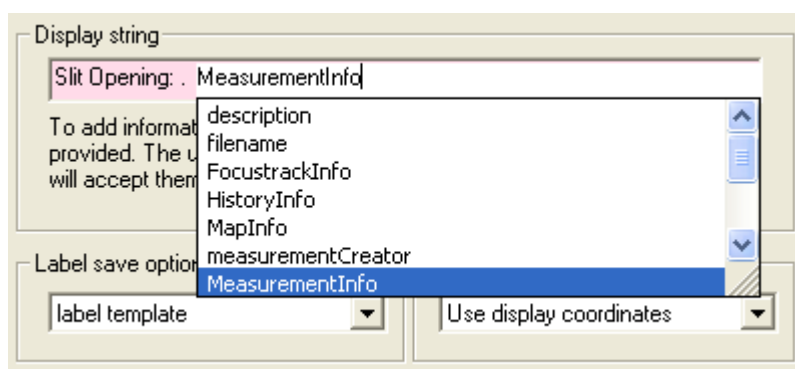 Display string
Slit Opening: . MeasurementInfo
description
To add informat
filename
provided. The u
FocustrackInfo
will accept them
HistoryInfo
MapInfo
measurementCreator
Label save option
MeasurementInfo
label template
Use display coordinates